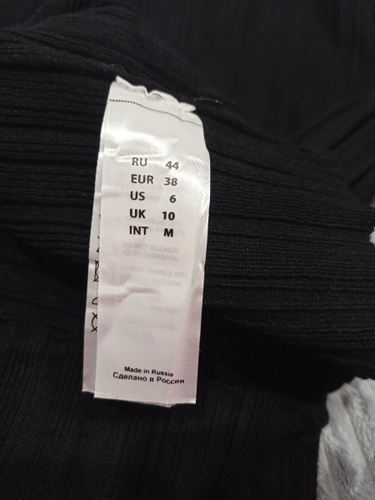 RU 44
EUR 38
US 6
UK 10
INT M
Made in Russia
Сделано в России